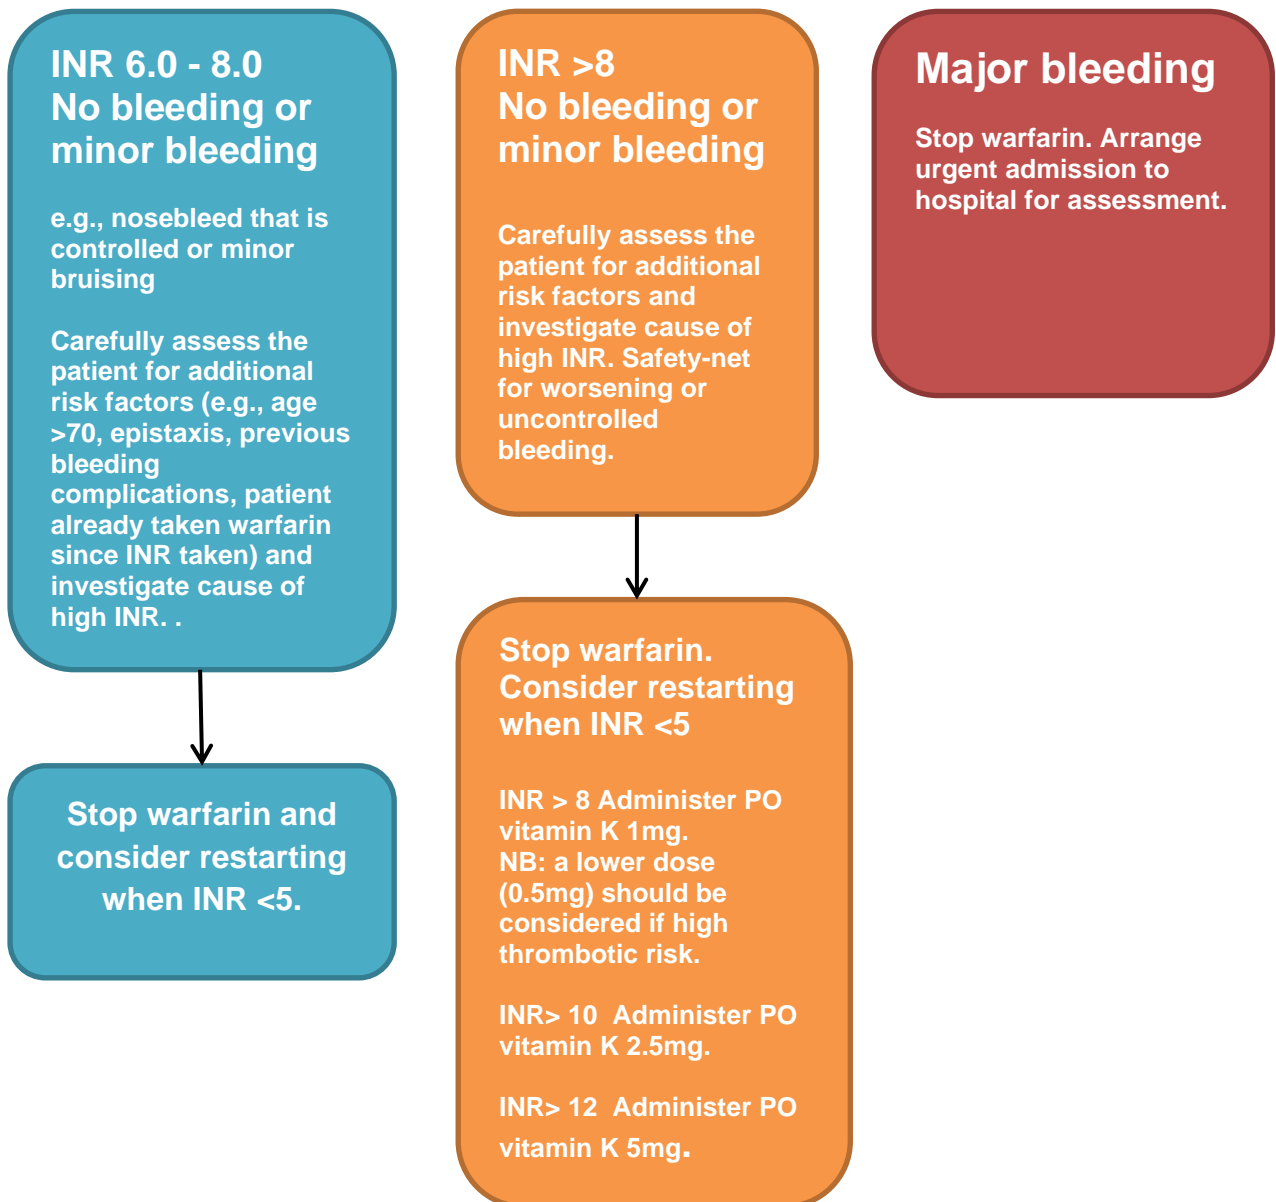 INR 6.0 - 8.0
No bleeding or
minor bleeding
e.g., nosebleed that is
controlled or minor
bruising
Carefully assess the
patient for additional
risk factors (e.g., age
>70, epistaxis, previous
bleeding
complications, patient
already taken warfarin
since INR taken) and
investigate cause of
high INR. .
Stop warfarin and
consider restarting
when INR <5.
INR >8
No bleeding or
minor bleeding
Carefully assess the
patient for additional
risk factors and
investigate cause of
high INR. Safety-net
for worsening or
uncontrolled
bleeding.
Stop warfarin.
Consider restarting
when INR <5
INR > 8 Administer PO
vitamin K 1mg.
NB: a lower dose
(0.5mg) should be
considered if high
thrombotic risk.
INR> 10  Administer PO
vitamin K 2.5mg.
INR> 12  Administer PO
vitamin K 5mg.
Major bleeding
Stop warfarin. Arrange
urgent admission to
hospital for assessment.